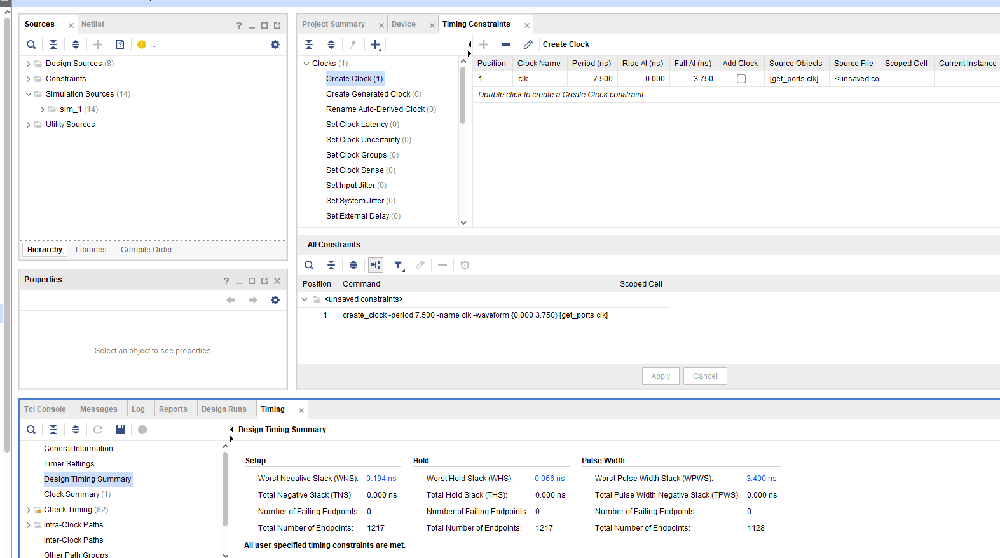 Sources
Netlist
Design Sources (8)
Constraints
Simulation Sources (14)
sim_1 (14)
Utility Sources
Hierarchy
Libraries
Compile Order
Properties
Select an object to see properties
Project Summary
Device
Timing Constraints
Clocks (1)
Create Clock (1)
Create Generated Clock (0)
Rename Auto-Derived Clock (0)
Set Clock Latency (0)
Set Clock Uncertainty (0)
Set Clock Groups (0)
Set Clock Sense (0)
Set Input Jitter (0)
Set System Jitter (0)
Set External Delay (0)
Create Clock
Position Clock Name Period (ns) Rise At (ns) Fall At (ns) Add Clock Source Objects Source File Scoped Cell Current Instance
1 clk 7.500 0.000 3.750 [get_ports clk] <unsaved co
Double click to create a Create Clock constraint
All Constraints
Position Command Scoped Cell
<unsaved constraints>
1 create_clock -period 7.500 -name clk -waveform {0.000 3.750} [get_ports clk]
Apply Cancel
Tcl Console Messages Log Reports Design Runs Timing
General Information
Timer Settings
Design Timing Summary
Clock Summary (1)
Check Timing (82)
Intra-Clock Paths
Inter-Clock Paths
Other Path Groups
Design Timing Summary
Setup
Worst Negative Slack (WNS): 0.194 ns
Total Negative Slack (TNS): 0.000 ns
Number of Failing Endpoints: 0
Total Number of Endpoints: 1217
Hold
Worst Hold Slack (WHS): 0.066 ns
Total Hold Slack (THS): 0.000 ns
Number of Failing Endpoints: 0
Total Number of Endpoints: 1217
Pulse Width
Worst Pulse Width Slack (WPWS): 3.400 ns
Total Pulse Width Negative Slack (TPWS): 0.000 ns
Number of Failing Endpoints: 0
Total Number of Endpoints: 1128
All user specified timing constraints are met.